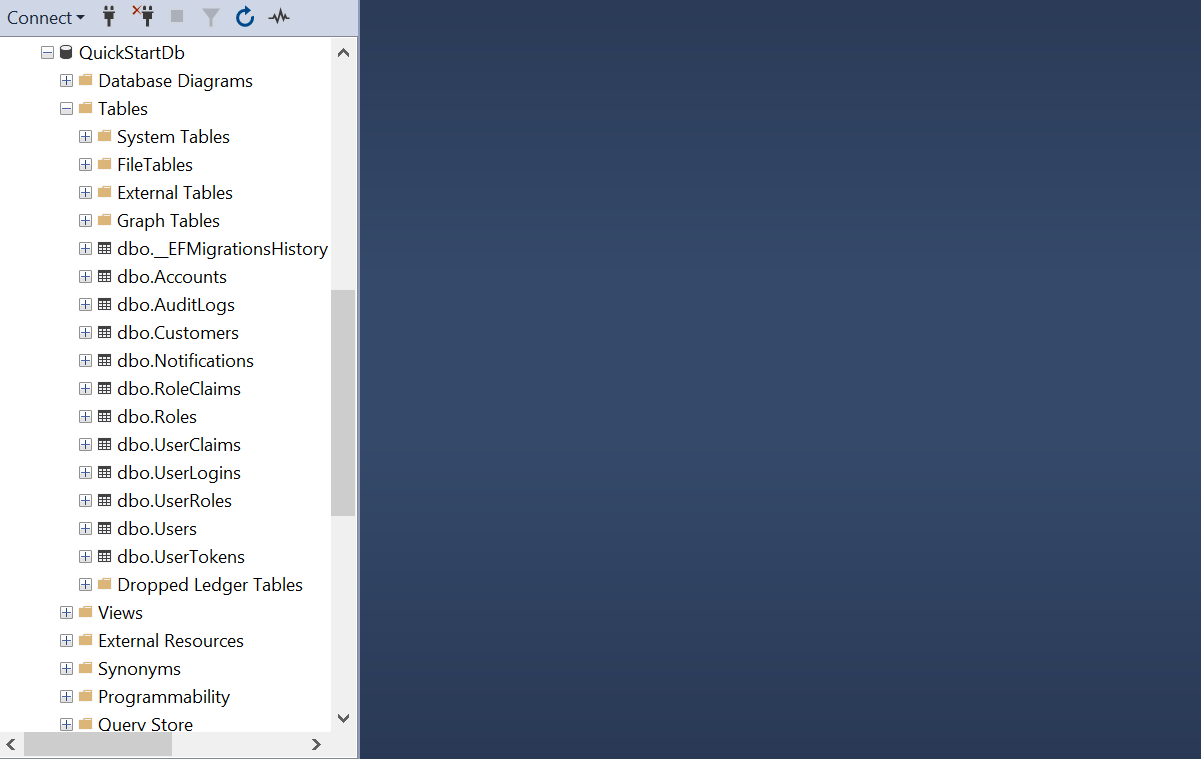 Connect
QuickStartDb
Database Diagrams
Tables
System Tables
FileTables
External Tables
Graph Tables
dbo.__EFMigrationsHistory
dbo.Accounts
dbo.AuditLogs
dbo.Customers
dbo.Notifications
dbo.RoleClaims
dbo.Roles
dbo.UserClaims
dbo.UserLogins
dbo.UserRoles
dbo.Users
dbo.UserTokens
Dropped Ledger Tables
Views
External Resources
Synonyms
Programmability
Query Store